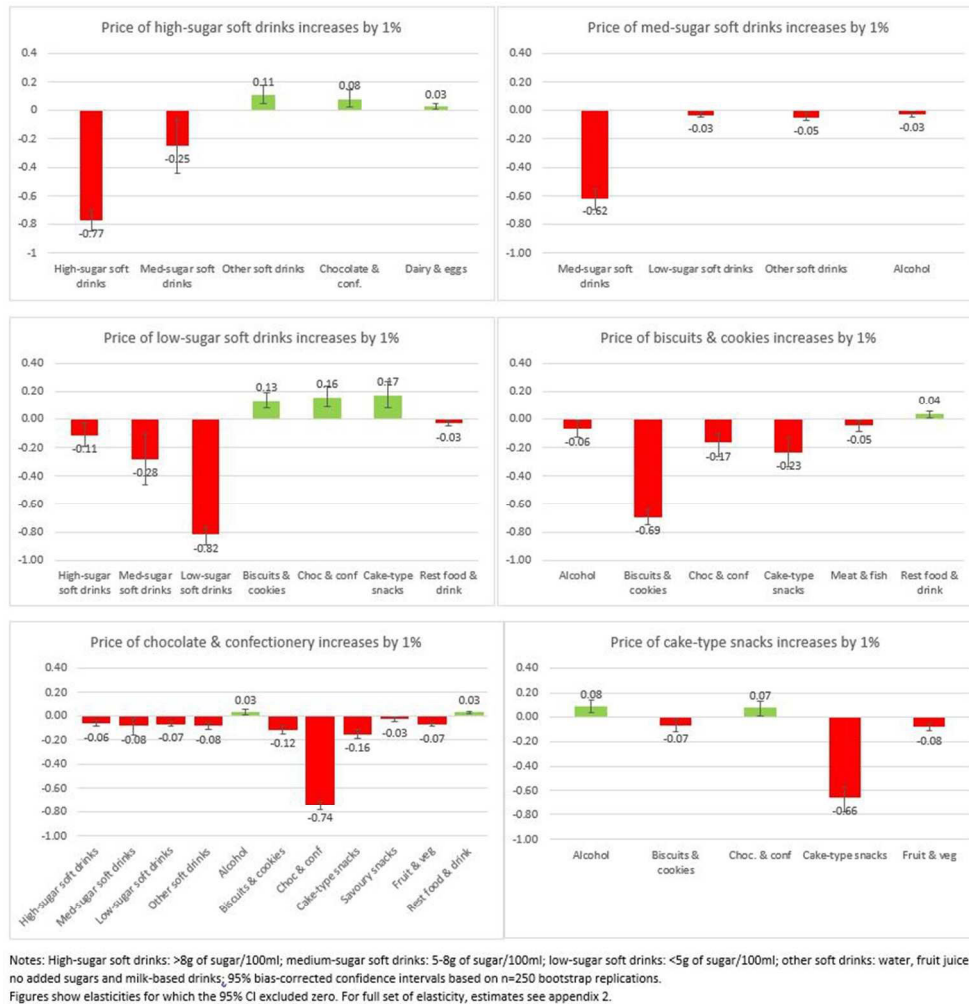 Price of high-sugar soft drinks increases by 1%
0.4
0.2
0
-0.2
-0.4
-0.6
-0.8
-1
0.11
0.08
0.03
-0.25
-0.77
High-sugar soft drinks
Med-sugar soft drinks
Other soft drinks
Chocolate & conf.
Dairy & eggs
Price of med-sugar soft drinks increases by 1%
0.40
0.20
0.00
-0.20
-0.40
-0.60
-0.80
-1.00
-0.62
-0.03
-0.05
-0.03
Med-sugar soft drinks
Low-sugar soft drinks
Other soft drinks
Alcohol
Price of low-sugar soft drinks increases by 1%
0.40
0.20
0.00
-0.20
-0.40
-0.60
-0.80
-1.00
-0.11
-0.28
-0.82
0.13
0.16
0.17
-0.03
High-sugar soft drinks
Med-sugar soft drinks
Low-sugar soft drinks
Biscuits & cookies
Choc & conf
Cake-type snacks
Rest food & drink
Price of biscuits & cookies increases by 1%
0.40
0.20
0.00
-0.20
-0.40
-0.60
-0.80
-1.00
-0.06
-0.69
-0.17
-0.23
-0.05
0.04
Alcohol
Biscuits & cookies
Choc & conf
Cake-type snacks
Meat & fish
Rest food & drink
Price of chocolate & confectionery increases by 1%
0.40
0.20
0.00
-0.20
-0.40
-0.60
-0.80
-1.00
-0.06
-0.08
-0.07
-0.08
0.03
-0.12
-0.74
-0.16
-0.03
-0.07
0.03
High-sugar soft drinks
Med-sugar soft drinks
Low-sugar soft drinks
Other soft drinks
Alcohol
Biscuits & cookies
Choc & conf
Cake-type snacks
Savoury snacks
Fruit & veg
Rest food & drink
Price of cake-type snacks increases by 1%
0.40
0.20
0.00
-0.20
-0.40
-0.60
-0.80
-1.00
0.08
-0.07
0.07
-0.66
-0.08
Alcohol
Biscuits & cookies
Choc. & conf
Cake-type snacks
Fruit & veg
Notes: High-sugar soft drinks: >8g of sugar/100ml; medium-sugar soft drinks: 5-8g of sugar/100ml; low-sugar soft drinks: <5g of sugar/100ml; other soft drinks: water, fruit juice
no added sugars and milk-based drinks; 95% bias-corrected confidence intervals based on n=250 bootstrap replications.
Figures show elasticities for which the 95% CI excluded zero. For full set of elasticity, estimates see appendix 2.